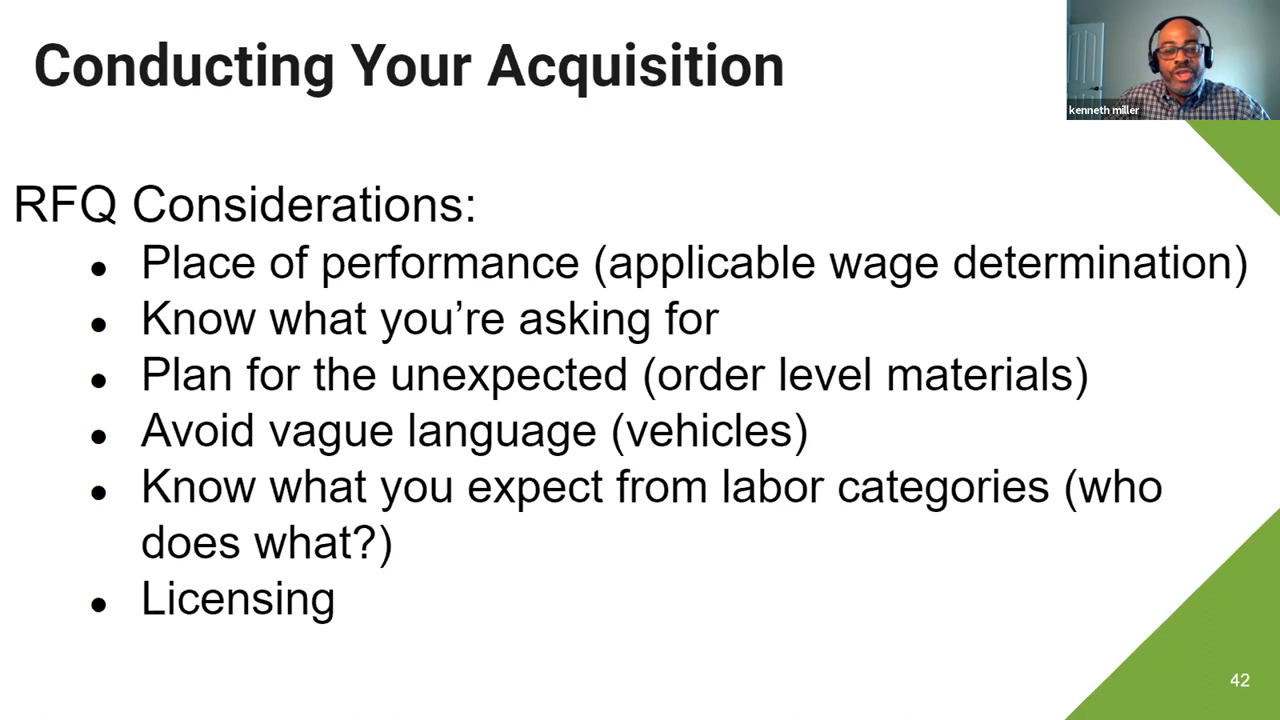 Conducting Your Acquisition
kenneth miller
RFQ Considerations:
● Place of performance (applicable wage determination)
● Know what you’re asking for
● Plan for the unexpected (order level materials)
● Avoid vague language (vehicles)
● Know what you expect from labor categories (who
does what?)
● Licensing
42